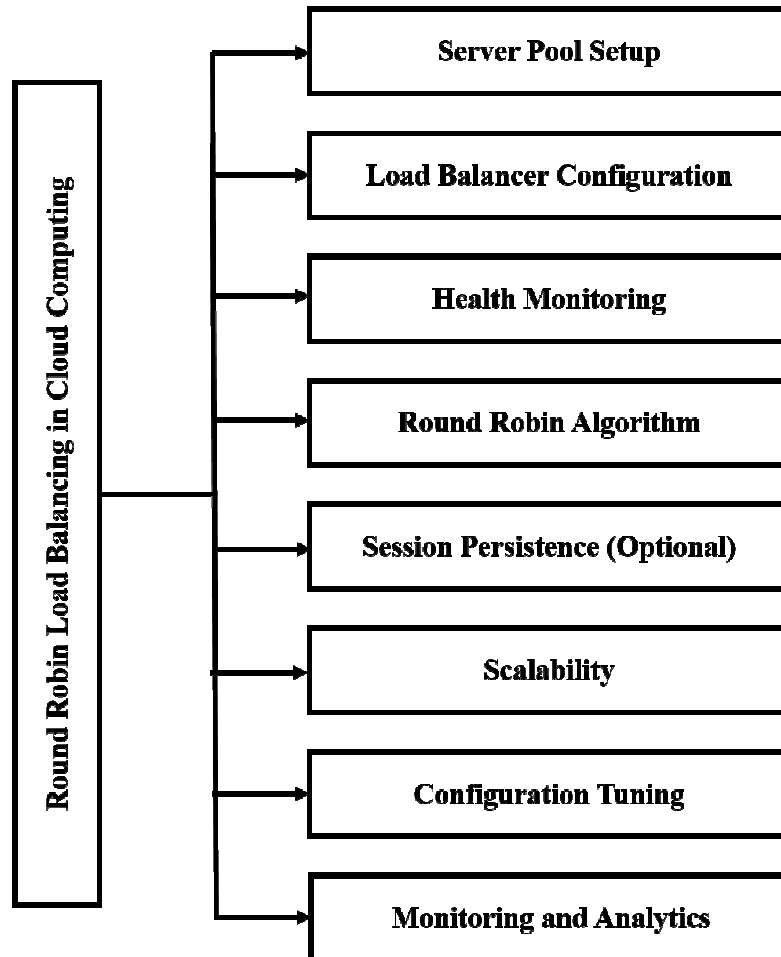 Round Robin Load Balancing in Cloud Computing
Server Pool Setup
Load Balancer Configuration
Health Monitoring
Round Robin Algorithm
Session Persistence (Optional)
Scalability
Configuration Tuning
Monitoring and Analytics